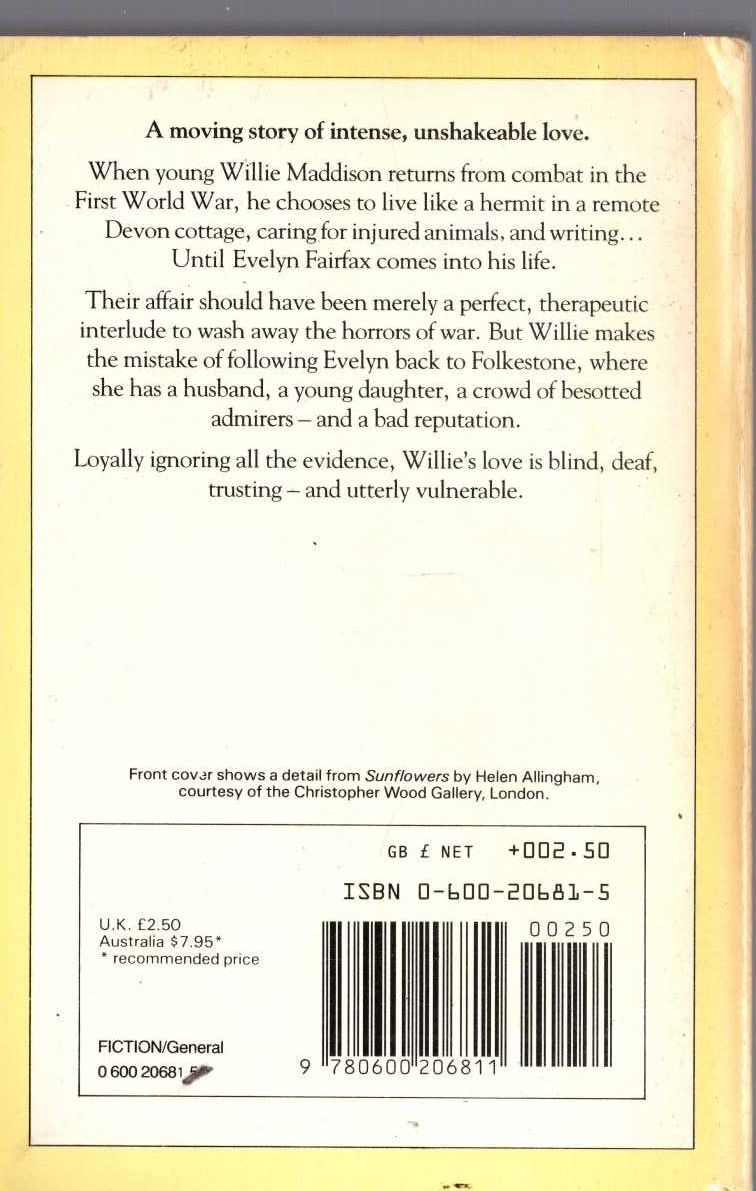 A moving story of intense, unshakeable love.
When young Willie Maddison returns from combat in the
First World War, he chooses to live like a hermit in a remote
Devon cottage, caring for injured animals, and writing...
Until Evelyn Fairfax comes into his life.
Their affair should have been merely a perfect, therapeutic
interlude to wash away the horrors of war. But Willie makes
the mistake of following Evelyn back to Folkestone, where
she has a husband, a young daughter, a crowd of besotted
admirers – and a bad reputation.
Loyally ignoring all the evidence, Willie's love is blind, deaf,
trusting – and utterly vulnerable.
Front cover shows a detail from Sunflowers by Helen Allingham,
courtesy of the Christopher Wood Gallery, London.
GB £ NET +002.50
ISBN 0-600-20681-5
U.K. £2.50
Australia $7.95*
* recommended price
00250
FICTION/General
0 600 20681 5
9 780600 206811